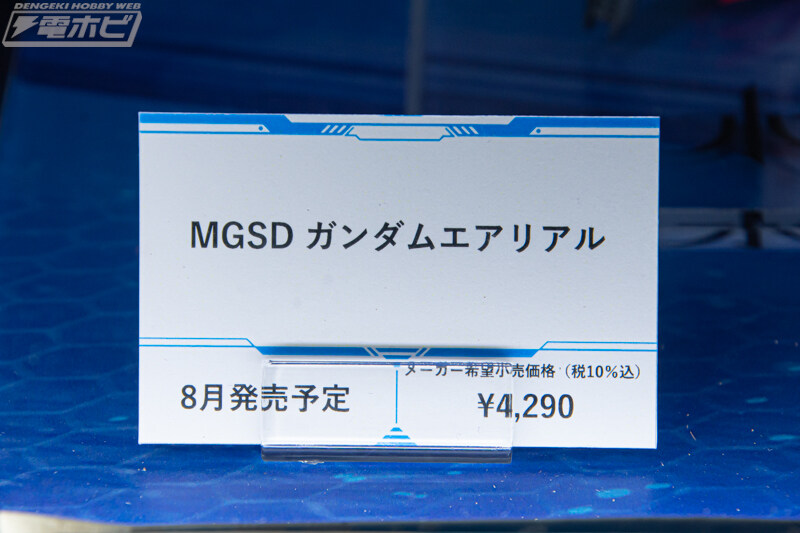 DENGEKI HOBBY WEB
電ホビ
MGSD ガンダムエアリアル
8月発売予定
メーカー希望小売価格（税10%込）
¥4,290